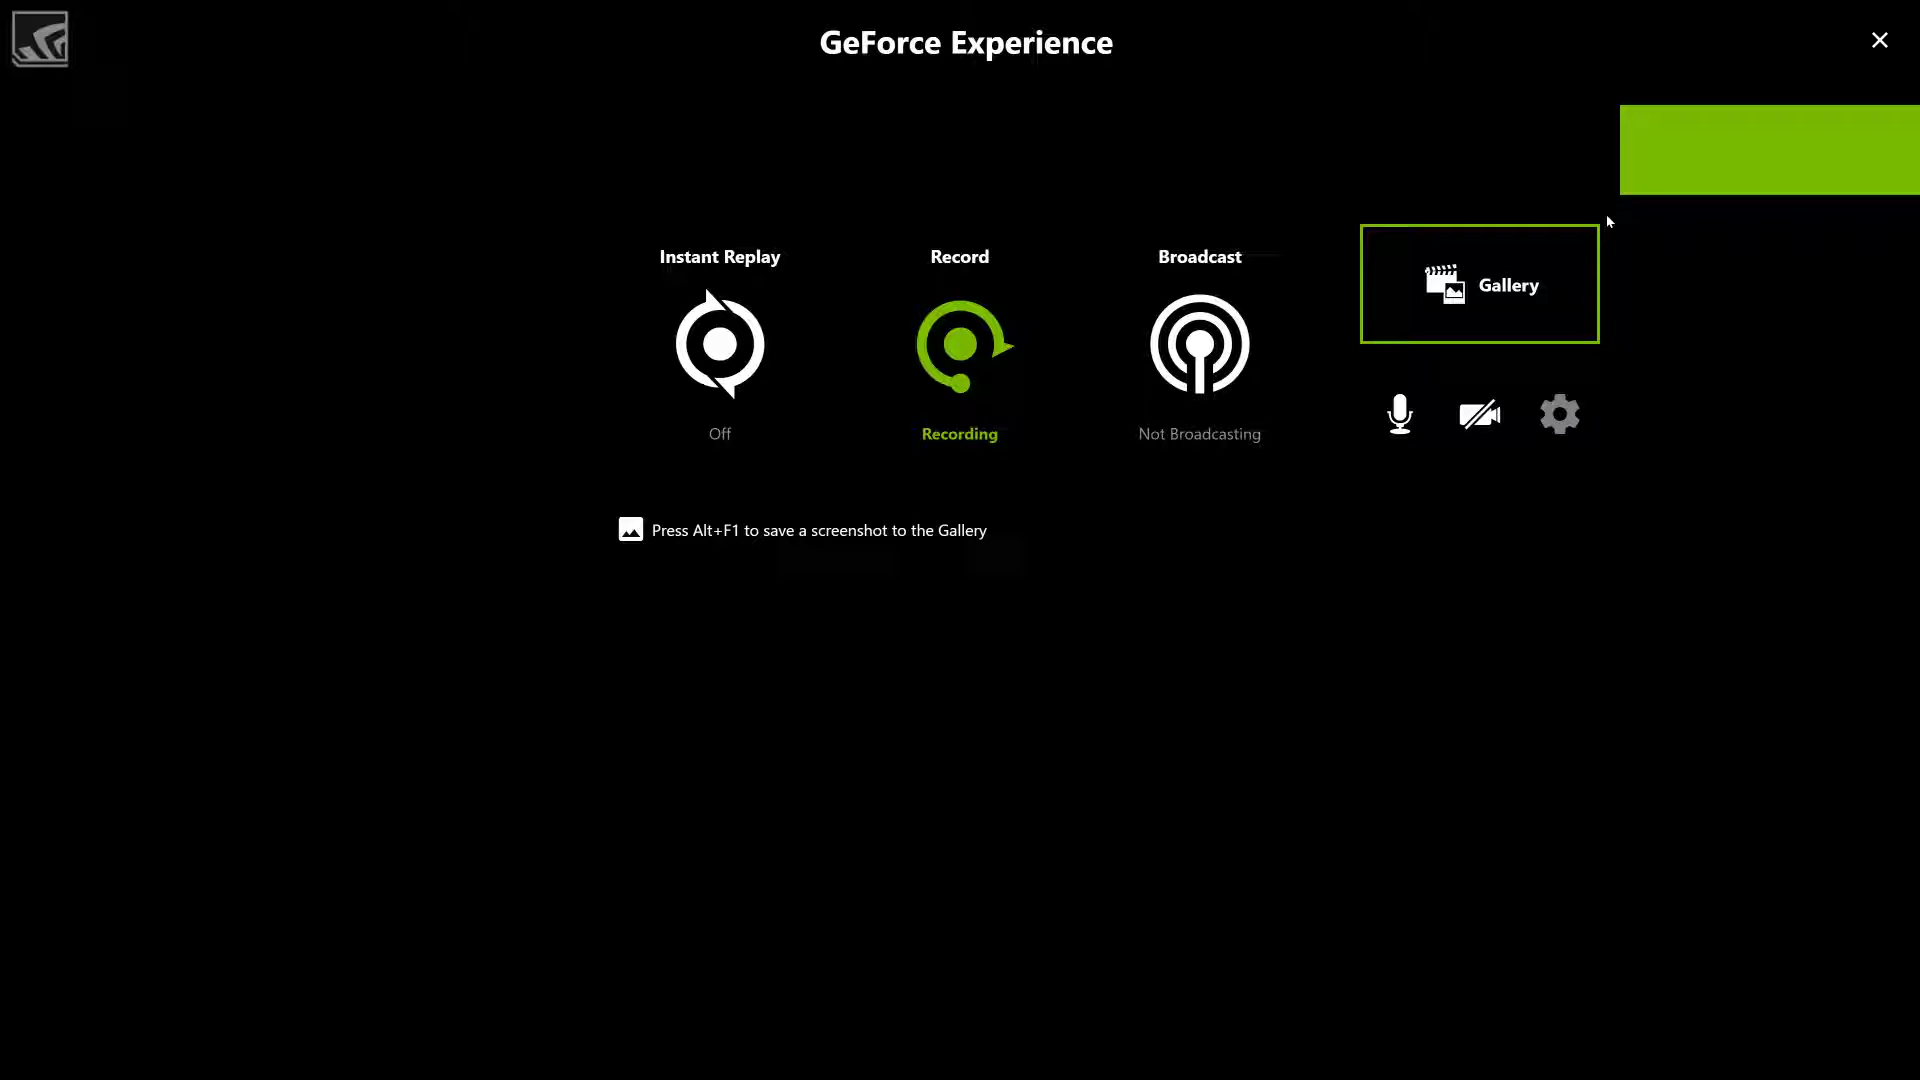 GeForce Experience
Instant Replay
Record
Broadcast
Gallery
Off
Recording
Not Broadcasting
Press Alt+F1 to save a screenshot to the Gallery